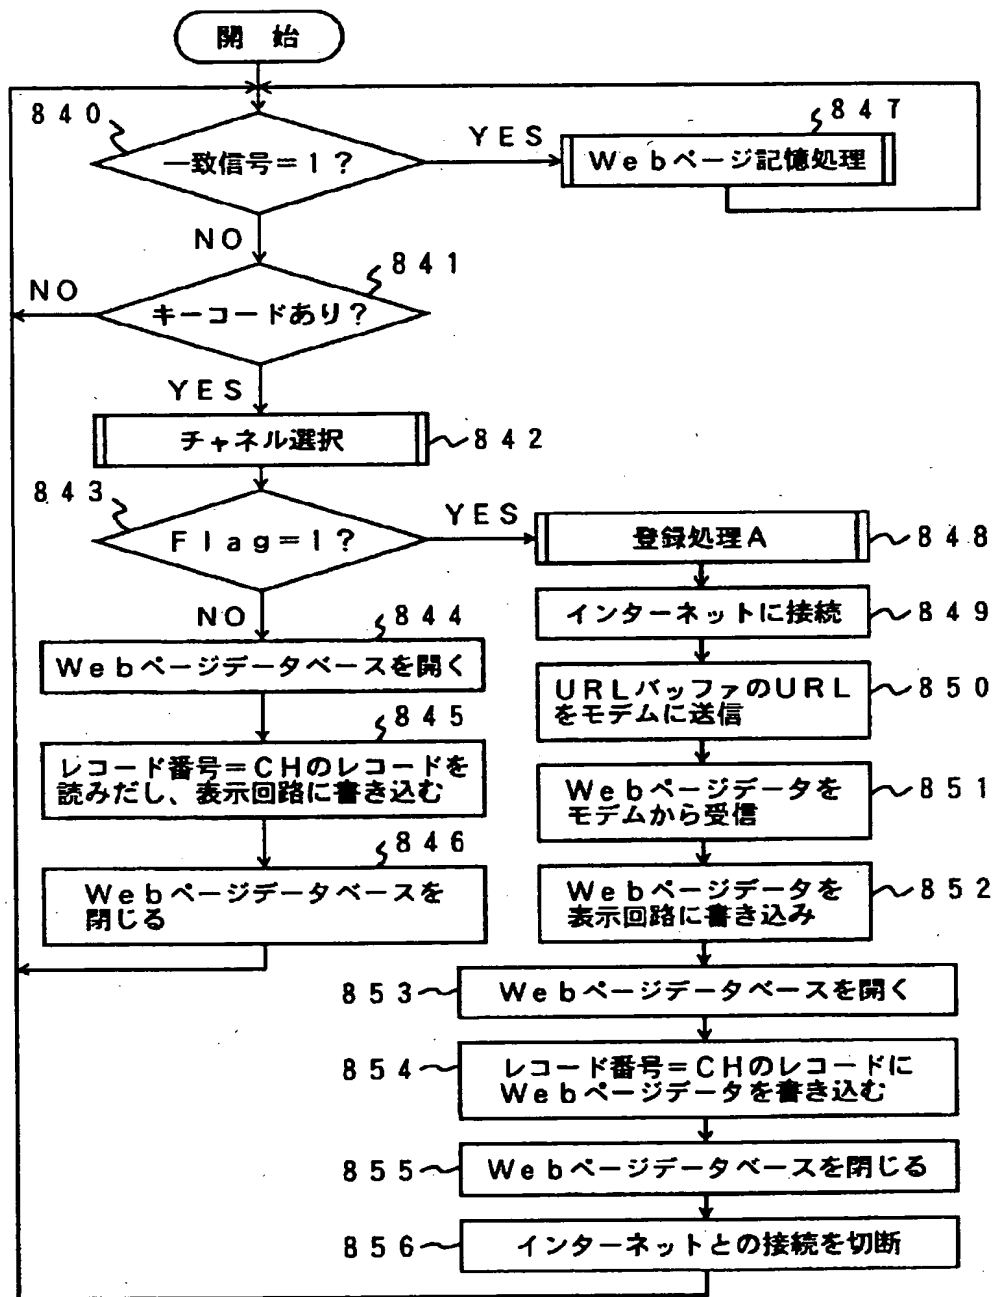 開 始
840
一致信号=1?
YES
847
Webページ記憶処理
NO
841
NO
キーコードあり?
YES
チャネル選択
842
843
Flag=1?
YES
登録処理A
848
インターネットに接続
849
NO
844
Webページデータベースを開く
URLバッファのURL
をモデムに送信
850
845
レコード番号=CHのレコードを
読みだし、表示回路に書き込む
Webページデータを
モデムから受信
851
846
Webページデータベースを
閉じる
Webページデータを
表示回路に書き込み
852
853
Webページデータベースを開く
854
レコード番号=CHのレコードに
Webページデータを書き込む
855
Webページデータベースを閉じる
856
インターネットとの接続を切断